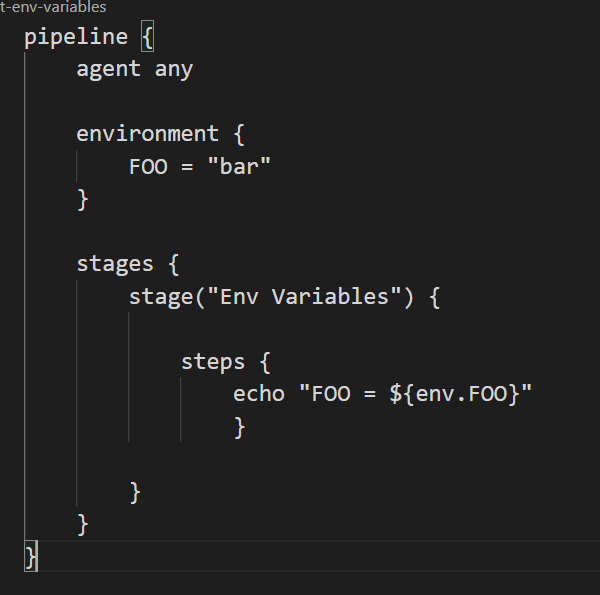 t-env-variables
pipeline {
    agent any

    environment {
        FOO = "bar"
    }

    stages {
        stage("Env Variables") {

            steps {
                echo "FOO = ${env.FOO}"
                }

        }
    }
}